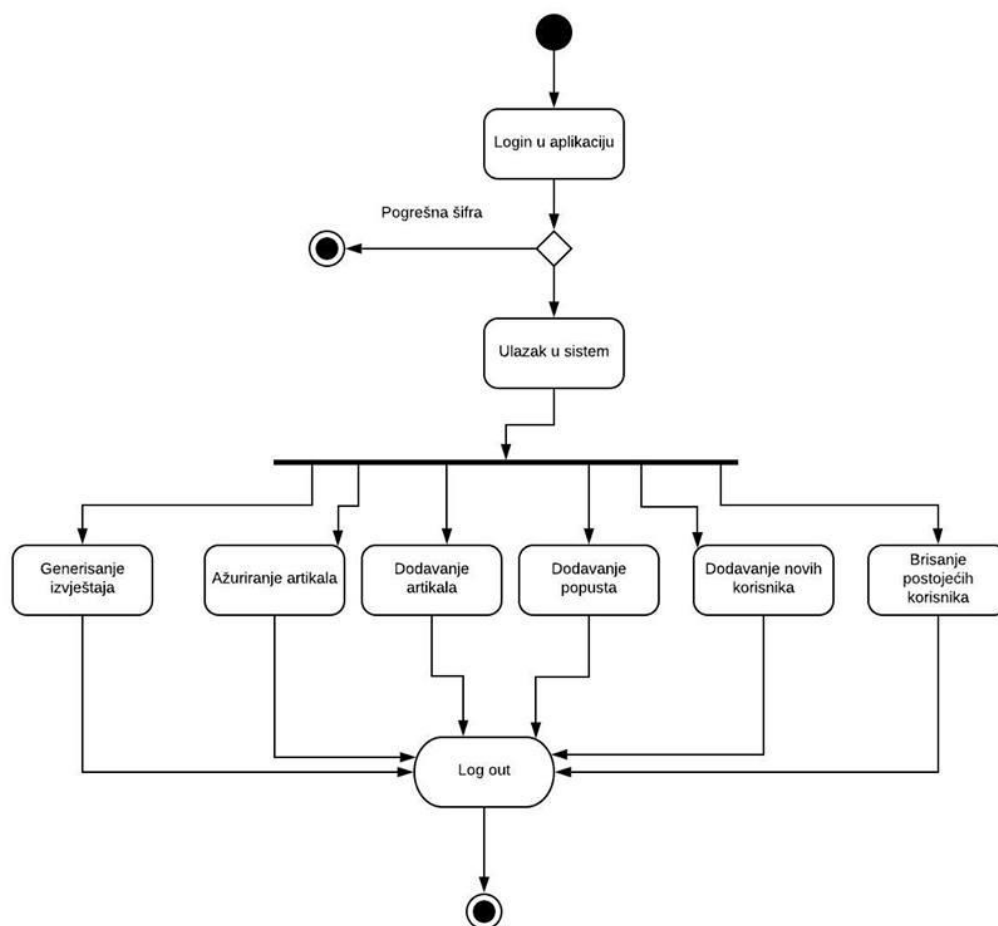 Login u aplikaciju
Pogrešna šifra
Ulazak u sistem
Generisanje
izvještaja
Ažuriranje artikala
Dodavanje
artikala
Dodavanje
popusta
Dodavanje novih
korisnika
Brisanje
postojećih
korisnika
Log out